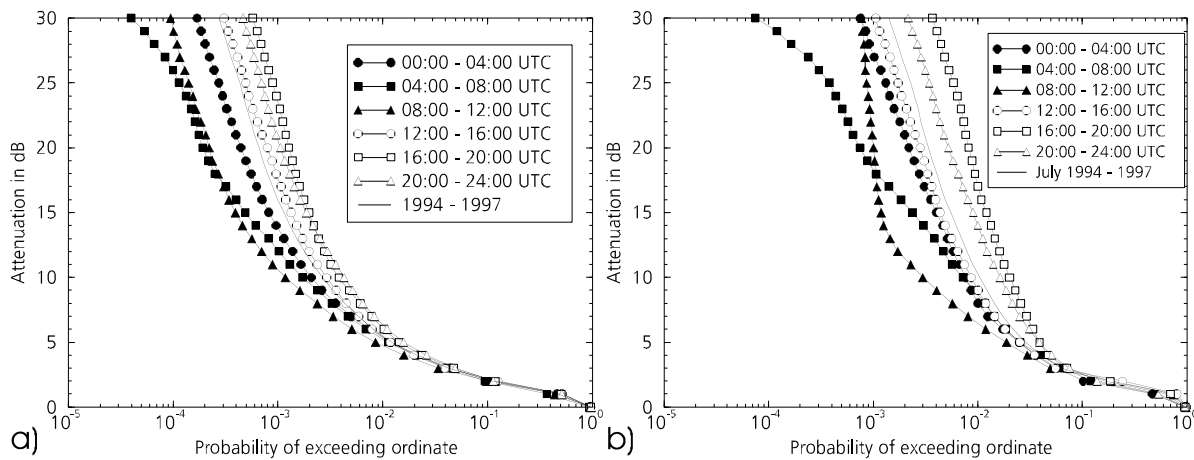 30
25
20
15
10
5
0
Attenuation in dB
00:00 - 04:00 UTC
04:00 - 08:00 UTC
08:00 - 12:00 UTC
12:00 - 16:00 UTC
16:00 - 20:00 UTC
20:00 - 24:00 UTC
1994 - 1997
10⁻⁵ 10⁻⁴ 10⁻³ 10⁻² 10⁻¹ 10⁰
Probability of exceeding ordinate
a)
30
25
20
15
10
5
0
Attenuation in dB
00:00 - 04:00 UTC
04:00 - 08:00 UTC
08:00 - 12:00 UTC
12:00 - 16:00 UTC
16:00 - 20:00 UTC
20:00 - 24:00 UTC
July 1994 - 1997
10⁻⁵ 10⁻⁴ 10⁻³ 10⁻² 10⁻¹ 10⁰
Probability of exceeding ordinate
b)